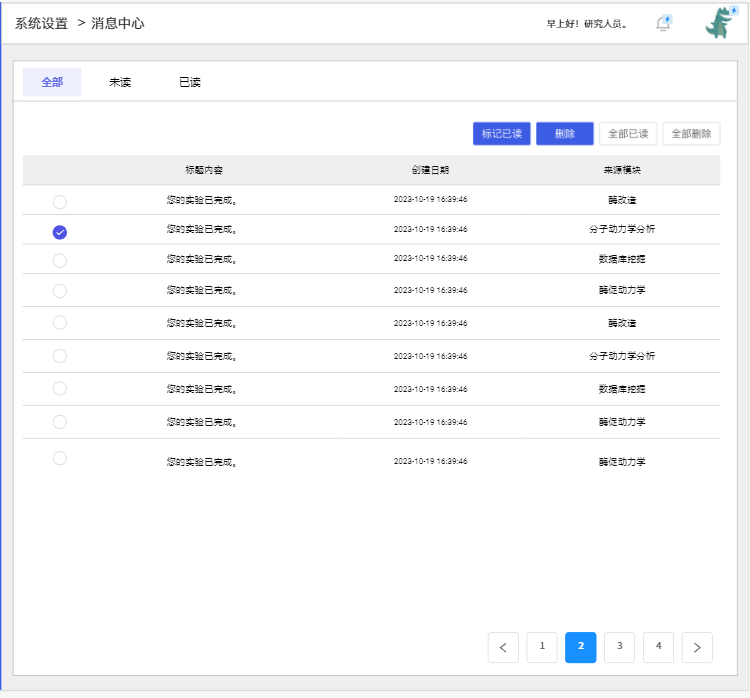 系统设置 > 消息中心
早上好！研究人员。
全部 未读 已读
标记已读 删除 全部已读 全部删除
标题内容 创建日期 来源模块
您的实验已完成。 2023-10-19 16:39:46 酶改造
您的实验已完成。 2023-10-19 16:39:46 分子动力学分析
您的实验已完成。 2023-10-19 16:39:46 数据库挖掘
您的实验已完成。 2023-10-19 16:39:46 酶促动力学
您的实验已完成。 2023-10-19 16:39:46 酶改造
您的实验已完成。 2023-10-19 16:39:46 分子动力学分析
您的实验已完成。 2023-10-19 16:39:46 数据库挖掘
您的实验已完成。 2023-10-19 16:39:46 酶促动力学
您的实验已完成。 2023-10-19 16:39:46 酶促动力学
< 1 2 3 4 >